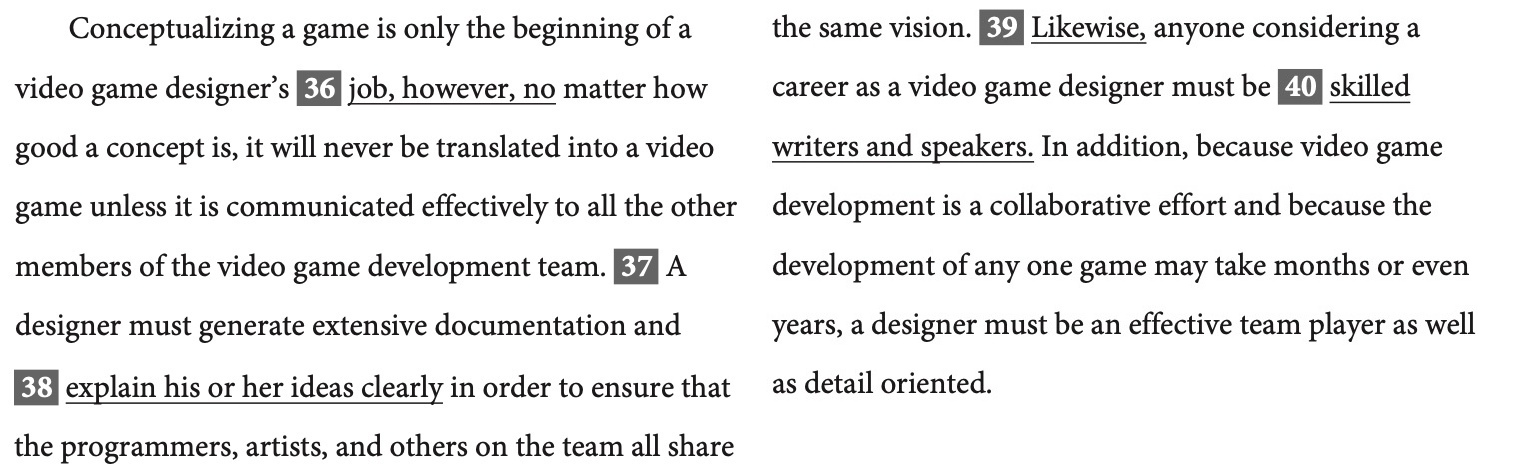 Conceptualizing a game is only the beginning of a
video game designer’s 36 job, however, no matter how
good a concept is, it will never be translated into a video
game unless it is communicated effectively to all the other
members of the video game development team. 37 A
designer must generate extensive documentation and
38 explain his or her ideas clearly in order to ensure that
the programmers, artists, and others on the team all share
the same vision. 39 Likewise, anyone considering a
career as a video game designer must be 40 skilled
writers and speakers. In addition, because video game
development is a collaborative effort and because the
development of any one game may take months or even
years, a designer must be an effective team player as well
as detail oriented.